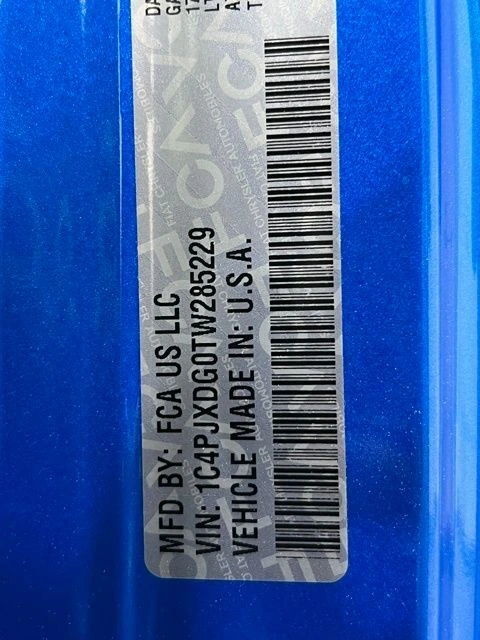 MFD BY: FCA US LLC
VIN: 1C4PJXDG0TW285229
VEHICLE MADE IN: U.S.A.